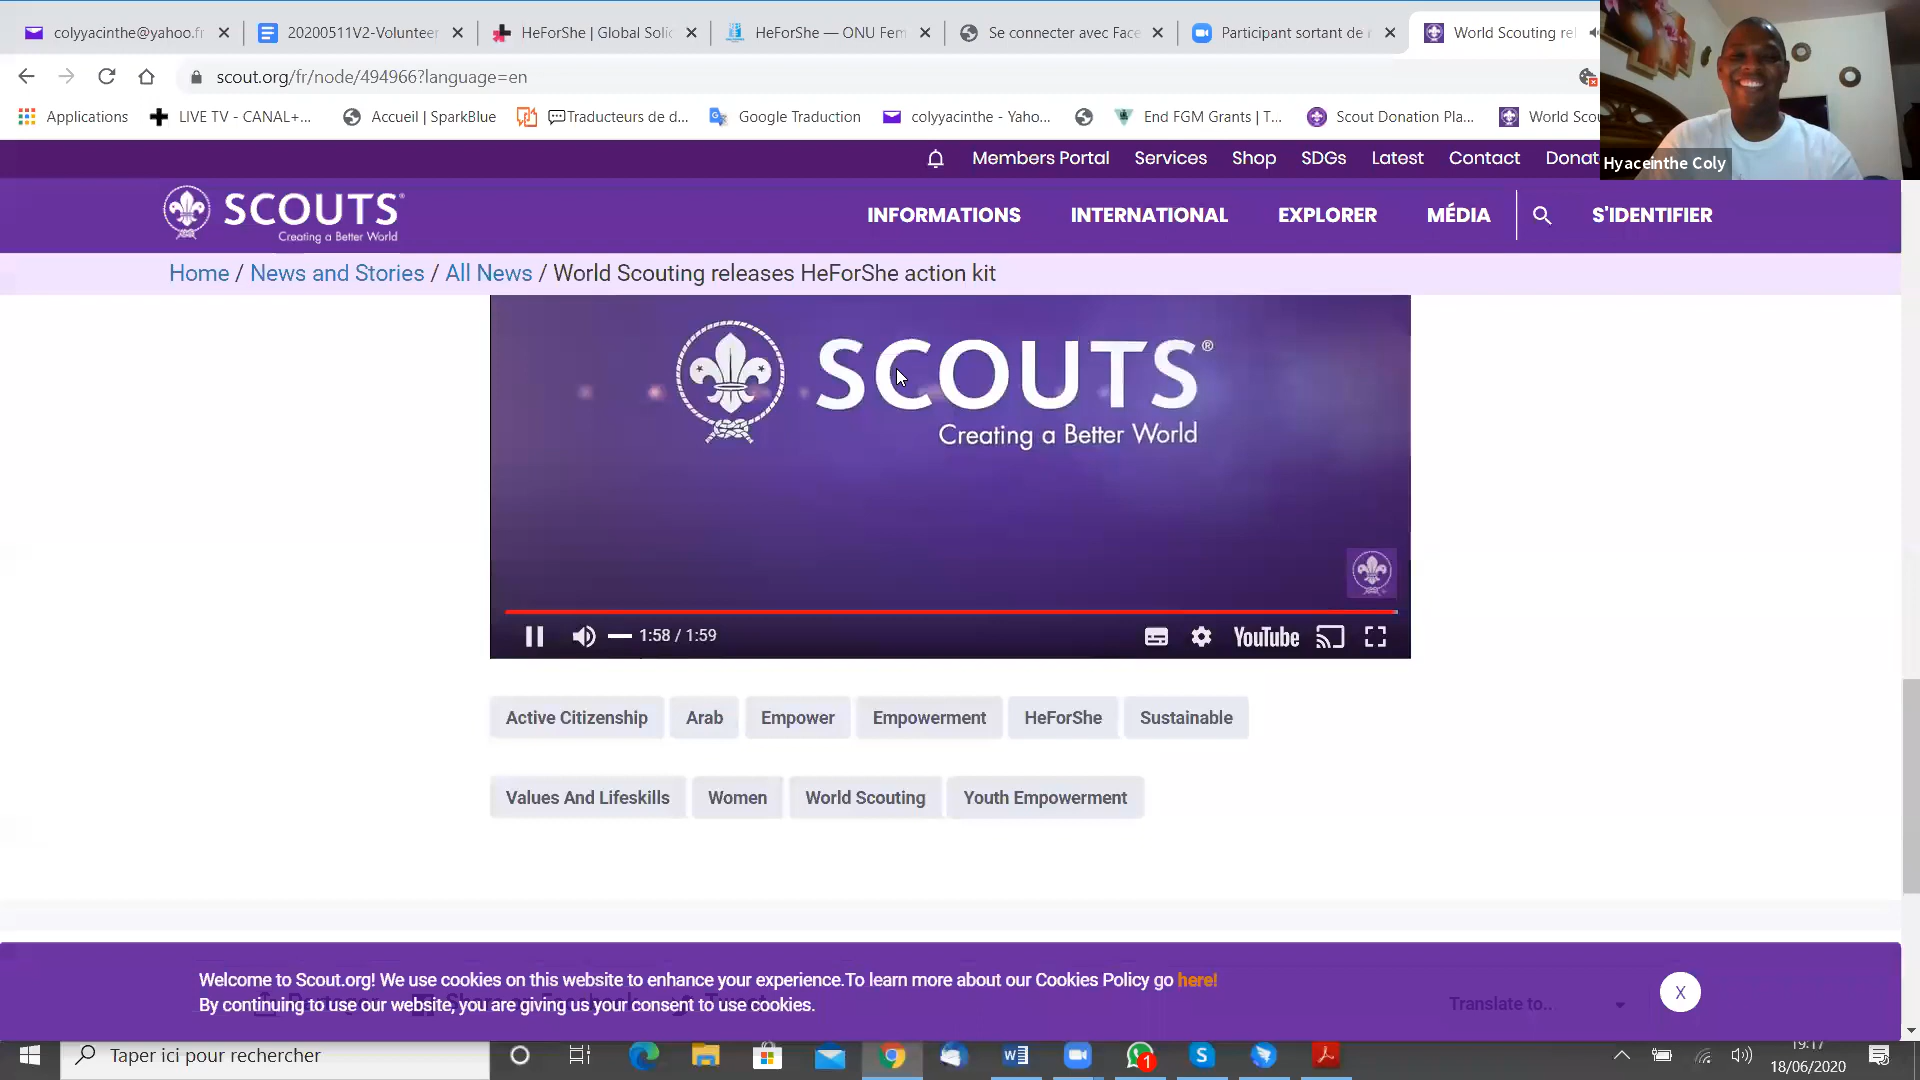 colyyacinthe@yahoo.fr
20200511V2-Volunteer
HeForShe | Global Solid
HeForShe — ONU Fem
Se connecter avec Face
Participant sortant de
World Scouting rel
scout.org/fr/node/494966?language=en
Applications
LIVE TV - CANAL+...
Accueil | SparkBlue
Traducteurs de d...
Google Traduction
colyyacinthe - Yaho...
End FGM Grants | T...
Scout Donation Pla...
World Scou
Hyaceinthe Coly
Members Portal
Services
Shop
SDGs
Latest
Contact
Donat
SCOUTS®
Creating a Better World
INFORMATIONS
INTERNATIONAL
EXPLORER
MÉDIA
S'IDENTIFIER
Home / News and Stories / All News / World Scouting releases HeForShe action kit
SCOUTS®
Creating a Better World
1:58 / 1:59
YouTube
Active Citizenship
Arab
Empower
Empowerment
HeForShe
Sustainable
Values And Lifeskills
Women
World Scouting
Youth Empowerment
Welcome to Scout.org! We use cookies on this website to enhance your experience.To learn more about our Cookies Policy go here!
By continuing to use our website, you are giving us your consent to use cookies.
Translate to...
X
Taper ici pour rechercher
1
19:17
18/06/2020